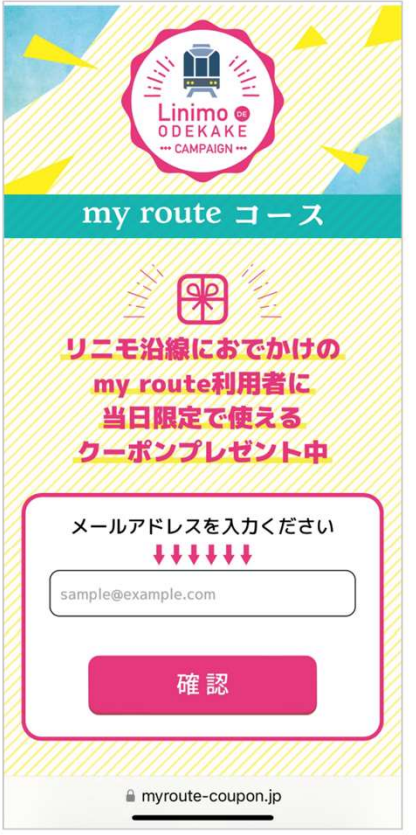 Linimo DE
ODEKAKE
••• CAMPAIGN •••
my route コース
リニモ沿線におでかけの
my route利用者に
当日限定で使える
クーポンプレゼント中
メールアドレスを入力ください
sample@example.com
確認
myroute-coupon.jp